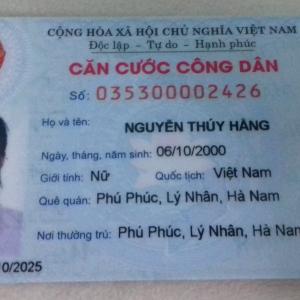 CỘNG HÒA XÃ HỘI CHỦ NGHĨA VIỆT NAM
Độc lập - Tự do - Hạnh phúc
CĂN CƯỚC CÔNG DÂN
Số: 035300002426
Họ và tên:
NGUYỄN THÚY HẰNG
Ngày, tháng, năm sinh: 06/10/2000
Giới tính: Nữ Quốc tịch: Việt Nam
Quê quán: Phú Phúc, Lý Nhân, Hà Nam
Nơi thường trú: Phú Phúc, Lý Nhân, Hà Nam
10/2025